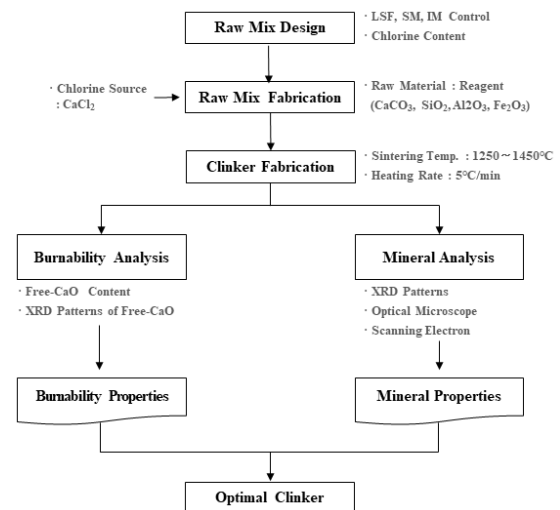 Raw Mix Design
· LSF, SM, IM Control
· Chlorine Content
· Chlorine Source
: CaCl₂
Raw Mix Fabrication
· Raw Material : Reagent
(CaCO₃, SiO₂, Al2O₃, Fe₂O₃)
Clinker Fabrication
· Sintering Temp. : 1250～1450℃
· Heating Rate : 5℃/min
Burnability Analysis
· Free-CaO Content
· XRD Patterns of Free-CaO
Mineral Analysis
· XRD Patterns
· Optical Microscope
· Scanning Electron
Burnability Properties
Mineral Properties
Optimal Clinker